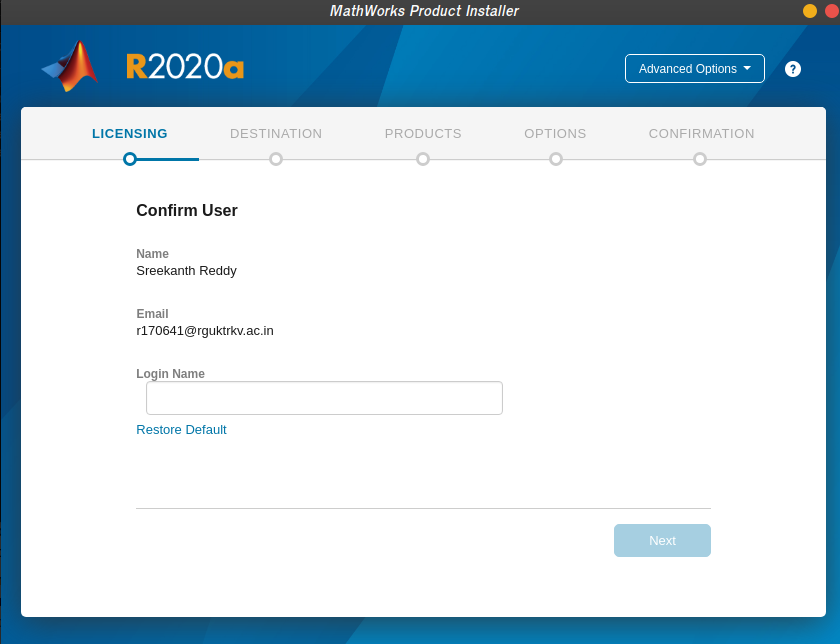 MathWorks Product Installer
R2020a
Advanced Options
?
LICENSING DESTINATION PRODUCTS OPTIONS CONFIRMATION
Confirm User
Name
Sreekanth Reddy
Email
r170641@rguktrkv.ac.in
Login Name
Restore Default
Next